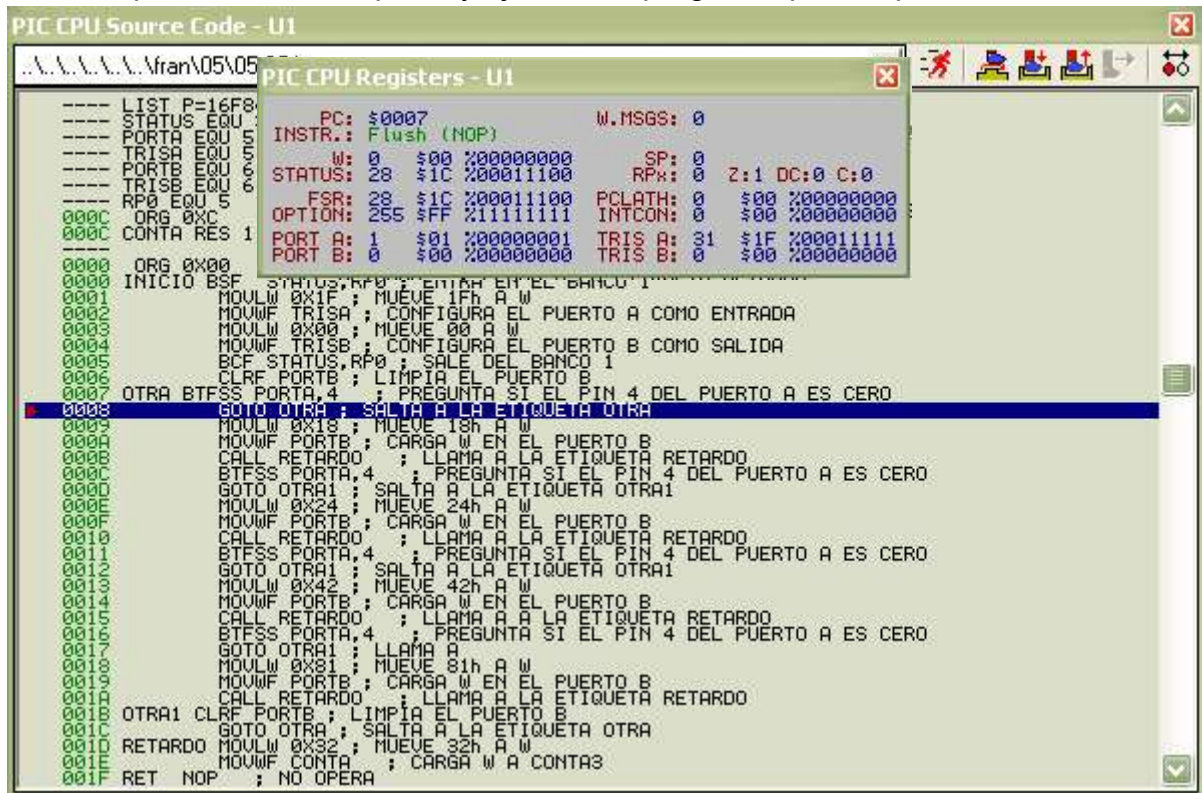 PIC CPU Source Code - U1
..\..\..\..\..\fran\05\05
PIC CPU Registers - U1
PC: $0007 W.MSGS: 0
INSTR.: Flush (NOP)
W: 0 $00 %00000000 SP: 0
STATUS: 28 $1C %00011100 RPx: 0 Z:1 DC:0 C:0
FSR: 28 $1C %00011100 PCLATH: 0 $00 %00000000
OPTION: 255 $FF %11111111 INTCON: 0 $00 %00000000
PORT A: 1 $01 %00000001 TRIS A: 31 $1F %00011111
PORT B: 0 $00 %00000000 TRIS B: 0 $00 %00000000
---- LIST P=16F8
---- STATUS EQU
---- PORTA EQU 5
---- TRISA EQU 5
---- PORTB EQU 6
---- TRISB EQU 6
---- RP0 EQU 5
000C ORG 0XC
000C CONTA RES 1
----
0000 ORG 0X00
0000 INICIO BSF STATUS,RP0 ; ENTRA EN EL BANCO 1
0001 MOVLW 0X1F ; MUEVE 1Fh A W
0002 MOVWF TRISA ; CONFIGURA EL PUERTO A COMO ENTRADA
0003 MOVLW 0X00 ; MUEVE 00 A W
0004 MOVWF TRISB ; CONFIGURA EL PUERTO B COMO SALIDA
0005 BCF STATUS,RP0 ; SALE DEL BANCO 1
0006 CLRF PORTB ; LIMPIA EL PUERTO B
0007 OTRA BTFSS PORTA,4 ; PREGUNTA SI EL PIN 4 DEL PUERTO A ES CERO
0008 GOTO OTRA ; SALTA A LA ETIQUETA OTRA
0009 MOVLW 0X18 ; MUEVE 18h A W
000A MOVWF PORTB ; CARGA W EN EL PUERTO B
000B CALL RETARDO ; LLAMA A LA ETIQUETA RETARDO
000C BTFSS PORTA,4 ; PREGUNTA SI EL PIN 4 DEL PUERTO A ES CERO
000D GOTO OTRA1 ; SALTA A LA ETIQUETA OTRA1
000E MOVLW 0X24 ; MUEVE 24h A W
000F MOVWF PORTB ; CARGA W EN EL PUERTO B
0010 CALL RETARDO ; LLAMA A LA ETIQUETA RETARDO
0011 BTFSS PORTA,4 ; PREGUNTA SI EL PIN 4 DEL PUERTO A ES CERO
0012 GOTO OTRA1 ; SALTA A LA ETIQUETA OTRA1
0013 MOVLW 0X42 ; MUEVE 42h A W
0014 MOVWF PORTB ; CARGA W EN EL PUERTO B
0015 CALL RETARDO ; LLAMA A A LA ETIQUETA RETARDO
0016 BTFSS PORTA,4 ; PREGUNTA SI EL PIN 4 DEL PUERTO A ES CERO
0017 GOTO OTRA1 ; LLAMA A
0018 MOVLW 0X81 ; MUEVE 81h A W
0019 MOVWF PORTB ; CARGA W EN EL PUERTO B
001A CALL RETARDO ; LLAMA A LA ETIQUETA RETARDO
001B OTRA1 CLRF PORTB ; LIMPIA EL PUERTO B
001C GOTO OTRA ; SALTA A LA ETIQUETA OTRA
001D RETARDO MOVLW 0X32 ; MUEVE 32h A W
001E MOVWF CONTA ; CARGA W A CONTA3
001F RET NOP ; NO OPERA